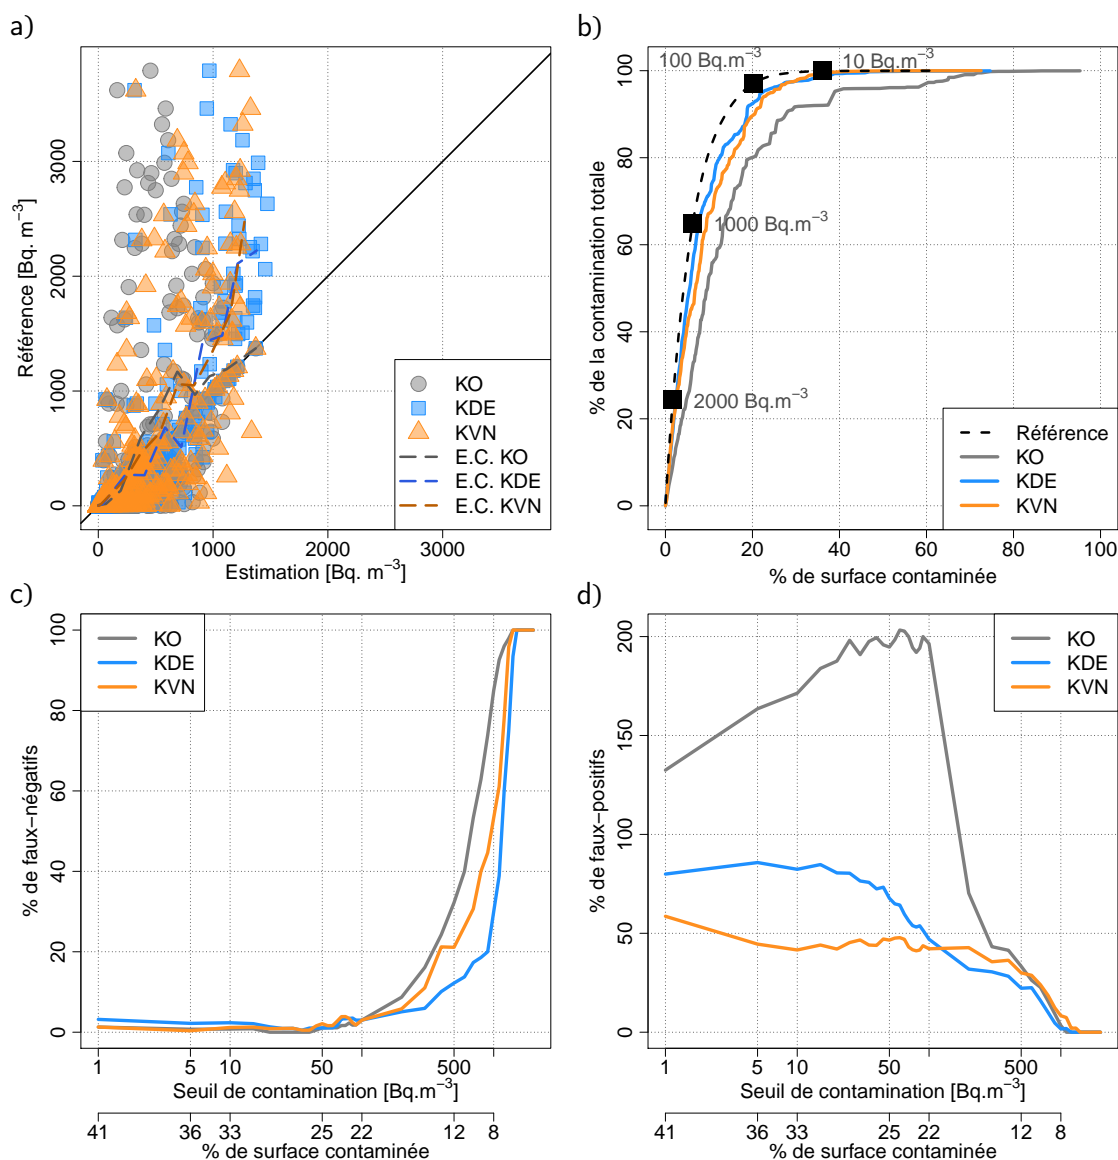 a)
Référence [Bq. m⁻³]
3000
2000
1000
0
KO
KDE
KVN
E.C. KO
E.C. KDE
E.C. KVN
0 1000 2000 3000
Estimation [Bq. m⁻³]
b)
% de la contamination totale
100
80
60
40
20
0
100 Bq.m⁻³
10 Bq.m⁻³
1000 Bq.m⁻³
2000 Bq.m⁻³
Référence
KO
KDE
KVN
0 20 40 60 80 100
% de surface contaminée
c)
% de faux−négatifs
100
80
60
40
20
0
KO
KDE
KVN
1 5 10 50 500
Seuil de contamination [Bq.m⁻³]
41 36 33 25 22 12 8
% de surface contaminée
d)
% de faux−positifs
200
150
100
50
0
KO
KDE
KVN
1 5 10 50 500
Seuil de contamination [Bq.m⁻³]
41 36 33 25 22 12 8
% de surface contaminée